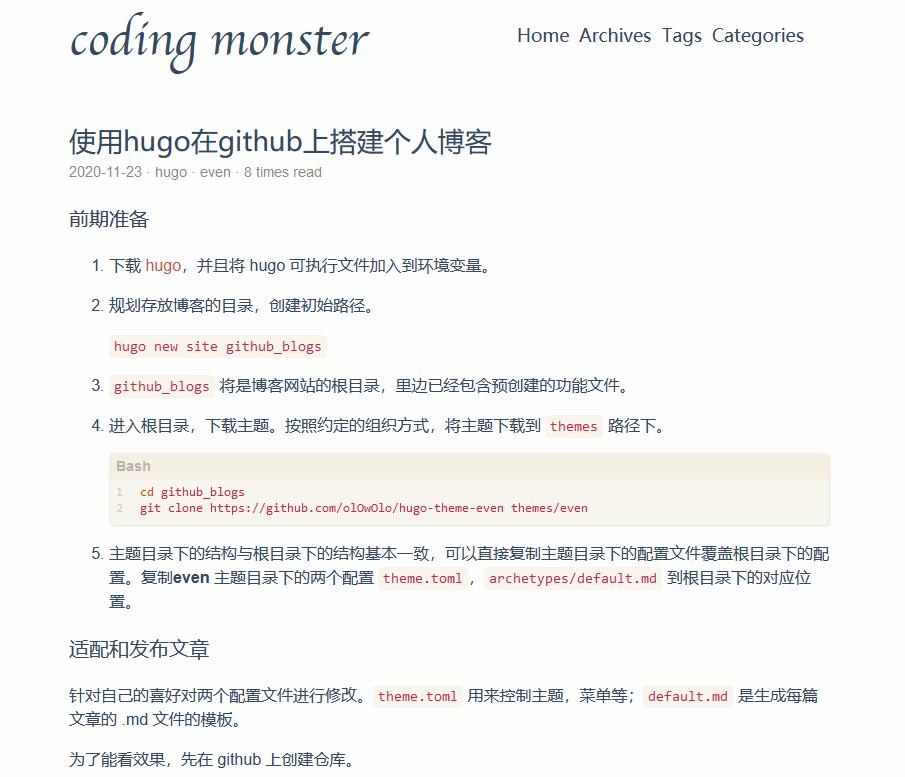 coding monster
Home Archives Tags Categories
使用hugo在github上搭建个人博客
2020-11-23 · hugo · even · 8 times read
前期准备
1. 下载 hugo，并且将 hugo 可执行文件加入到环境变量。
2. 规划存放博客的目录，创建初始路径。
hugo new site github_blogs
3. github_blogs 将是博客网站的根目录，里边已经包含预创建的功能文件。
4. 进入根目录，下载主题。按照约定的组织方式，将主题下载到 themes 路径下。
Bash
1 cd github_blogs
2 git clone https://github.com/olOwOlo/hugo-theme-even themes/even
5. 主题目录下的结构与根目录下的结构基本一致，可以直接复制主题目录下的配置文件覆盖根目录下的配
置。复制even 主题目录下的两个配置 theme.toml ，archetypes/default.md 到根目录下的对应位
置。
适配和发布文章
针对自己的喜好对两个配置文件进行修改。theme.toml 用来控制主题，菜单等；default.md 是生成每篇
文章的 .md 文件的模板。
为了能看效果，先在 github 上创建仓库。